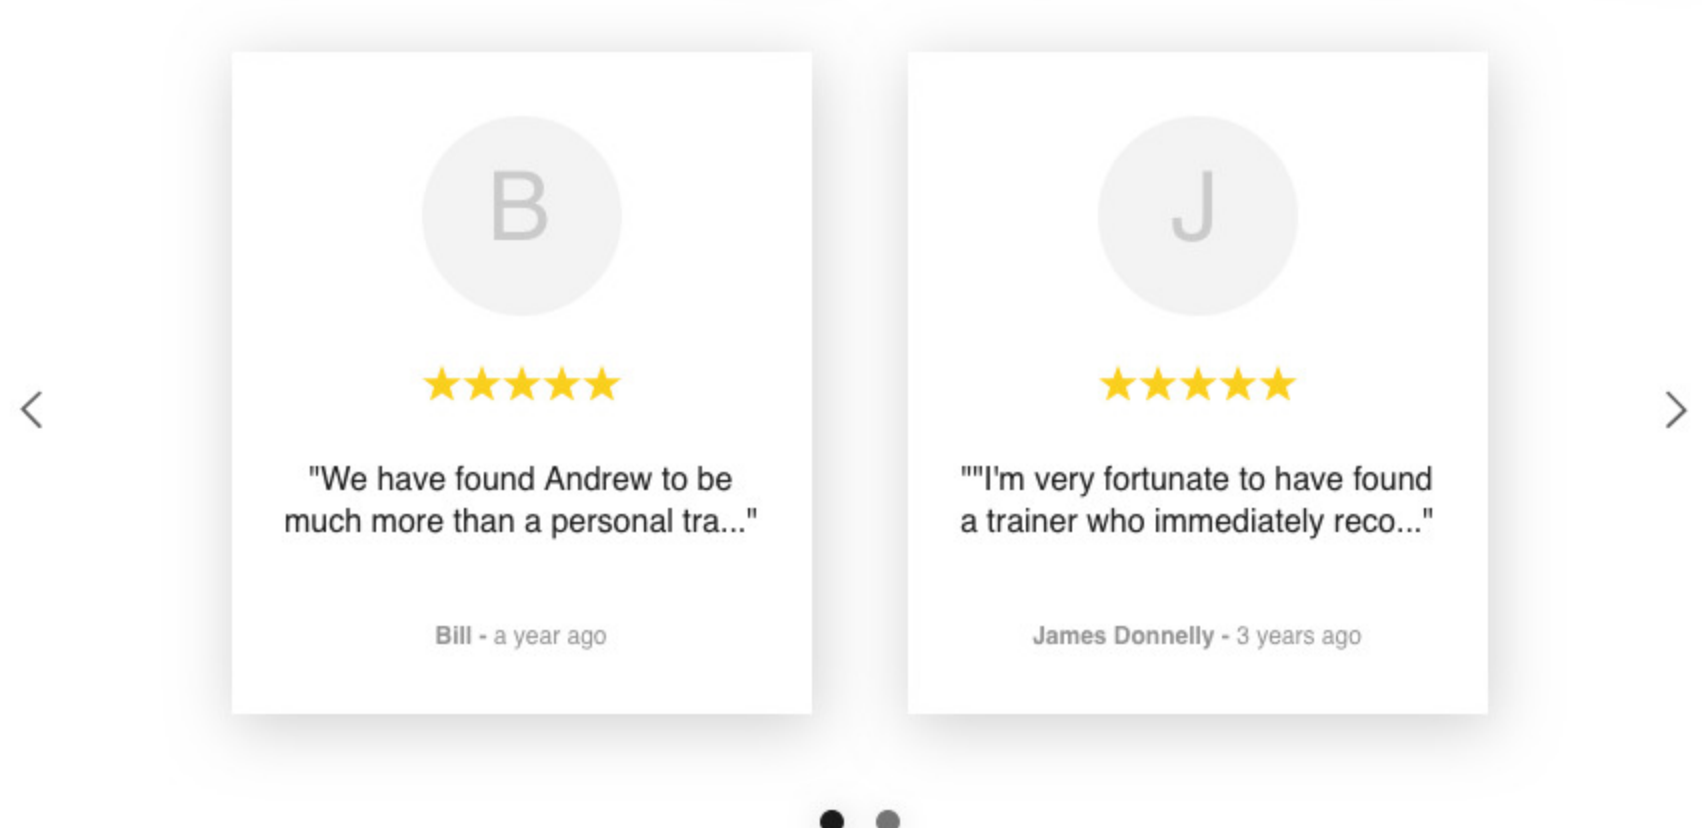 B
"We have found Andrew to be
much more than a personal tra..."
Bill - a year ago
J
""I'm very fortunate to have found
a trainer who immediately reco..."
James Donnelly - 3 years ago